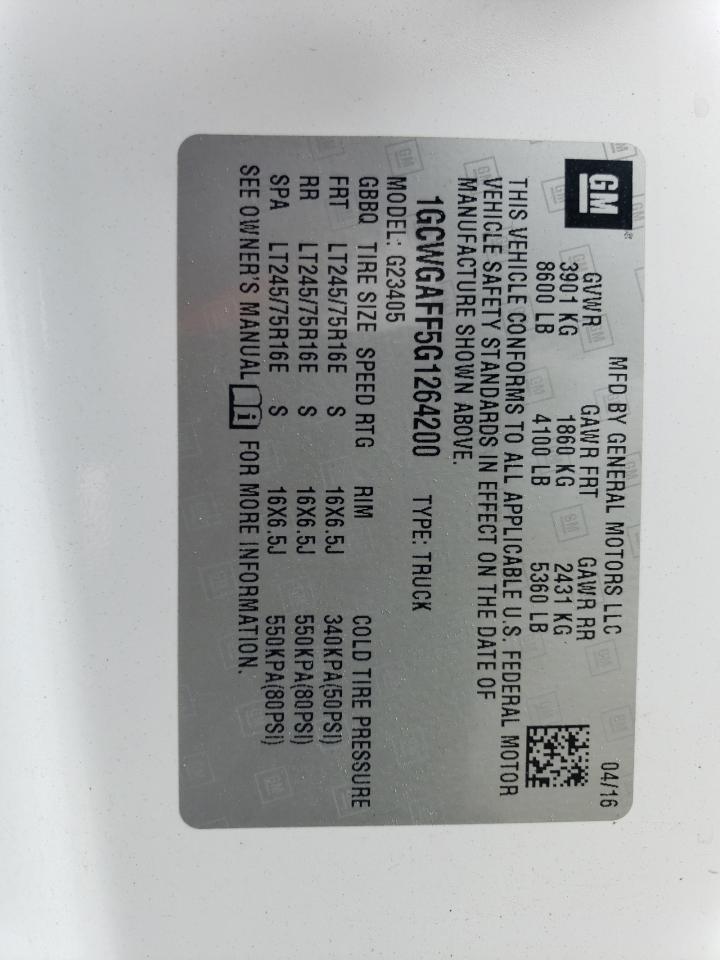 GM®
MFD BY GENERAL MOTORS LLC 04/16
GVWR GAWR FRT GAWR RR
3901 KG 1860 KG 2431 KG
8600 LB 4100 LB 5360 LB
THIS VEHICLE CONFORMS TO ALL APPLICABLE U.S. FEDERAL MOTOR
VEHICLE SAFETY STANDARDS IN EFFECT ON THE DATE OF
MANUFACTURE SHOWN ABOVE.
1GCWGAFF5G1264200 TYPE: TRUCK
MODEL: G23405
GBBQ TIRE SIZE SPEED RTG RIM COLD TIRE PRESSURE
FRT LT245/75R16E S 16X6.5J 340KPA(50PSI)
RR LT245/75R16E S 16X6.5J 550KPA(80PSI)
SPA LT245/75R16E S 16X6.5J 550KPA(80PSI)
SEE OWNER'S MANUAL i FOR MORE INFORMATION.